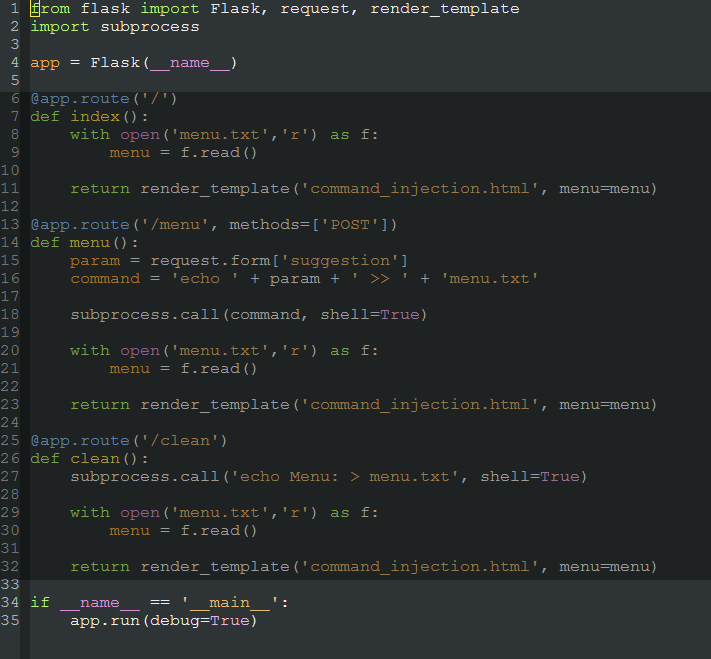 1 from flask import Flask, request, render_template
2 import subprocess
3
4 app = Flask(__name__)
5
6 @app.route('/')
7 def index():
8     with open('menu.txt','r') as f:
9         menu = f.read()
10
11     return render_template('command_injection.html', menu=menu)
12
13 @app.route('/menu', methods=['POST'])
14 def menu():
15     param = request.form['suggestion']
16     command = 'echo ' + param + ' >> ' + 'menu.txt'
17
18     subprocess.call(command, shell=True)
19
20     with open('menu.txt','r') as f:
21         menu = f.read()
22
23     return render_template('command_injection.html', menu=menu)
24
25 @app.route('/clean')
26 def clean():
27     subprocess.call('echo Menu: > menu.txt', shell=True)
28
29     with open('menu.txt','r') as f:
30         menu = f.read()
31
32     return render_template('command_injection.html', menu=menu)
33
34 if __name__ == '__main__':
35     app.run(debug=True)